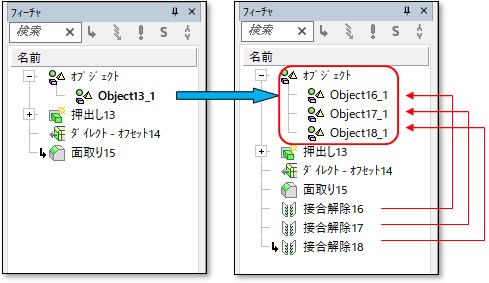 フィーチャ
検索
名前
オブジェクト
Object13_1
押出し13
ダイレクト - オフセット14
面取り15
フィーチャ
検索
名前
オブジェクト
Object16_1
Object17_1
Object18_1
押出し13
ダイレクト - オフセット14
面取り15
接合解除16
接合解除17
接合解除18